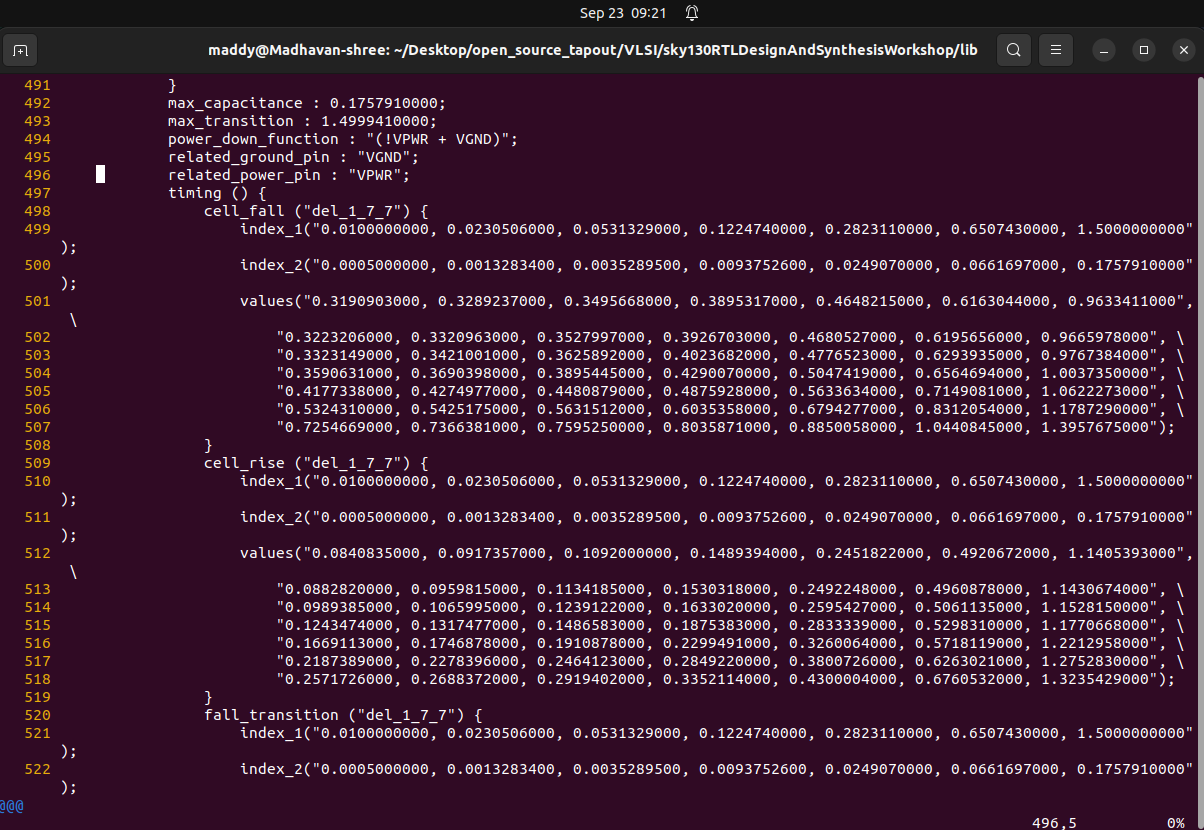 Sep 23 09:21
maddy@Madhavan-shree: ~/Desktop/open_source_tapout/VLSI/sky130RTLDesignAndSynthesisWorkshop/lib
491 }
492 max_capacitance : 0.1757910000;
493 max_transition : 1.4999410000;
494 power_down_function : "(!VPWR + VGND)";
495 related_ground_pin : "VGND";
496 related_power_pin : "VPWR";
497 timing () {
498 cell_fall ("del_1_7_7") {
499 index_1("0.0100000000, 0.0230506000, 0.0531329000, 0.1224740000, 0.2823110000, 0.6507430000, 1.5000000000"
);
500 index_2("0.0005000000, 0.0013283400, 0.0035289500, 0.0093752600, 0.0249070000, 0.0661697000, 0.1757910000"
);
501 values("0.3190903000, 0.3289237000, 0.3495668000, 0.3895317000, 0.4648215000, 0.6163044000, 0.9633411000",
\
502 "0.3223206000, 0.3320963000, 0.3527997000, 0.3926703000, 0.4680527000, 0.6195656000, 0.9665978000", \
503 "0.3323149000, 0.3421001000, 0.3625892000, 0.4023682000, 0.4776523000, 0.6293935000, 0.9767384000", \
504 "0.3590631000, 0.3690398000, 0.3895445000, 0.4290070000, 0.5047419000, 0.6564694000, 1.0037350000", \
505 "0.4177338000, 0.4274977000, 0.4480879000, 0.4875928000, 0.5633634000, 0.7149081000, 1.0622273000", \
506 "0.5324310000, 0.5425175000, 0.5631512000, 0.6035358000, 0.6794277000, 0.8312054000, 1.1787290000", \
507 "0.7254669000, 0.7366381000, 0.7595250000, 0.8035871000, 0.8850058000, 1.0440845000, 1.3957675000");
508 }
509 cell_rise ("del_1_7_7") {
510 index_1("0.0100000000, 0.0230506000, 0.0531329000, 0.1224740000, 0.2823110000, 0.6507430000, 1.5000000000"
);
511 index_2("0.0005000000, 0.0013283400, 0.0035289500, 0.0093752600, 0.0249070000, 0.0661697000, 0.1757910000"
);
512 values("0.0840835000, 0.0917357000, 0.1092000000, 0.1489394000, 0.2451822000, 0.4920672000, 1.1405393000",
\
513 "0.0882820000, 0.0959815000, 0.1134185000, 0.1530318000, 0.2492248000, 0.4960878000, 1.1430674000", \
514 "0.0989385000, 0.1065995000, 0.1239122000, 0.1633020000, 0.2595427000, 0.5061135000, 1.1528150000", \
515 "0.1243474000, 0.1317477000, 0.1486583000, 0.1875383000, 0.2833339000, 0.5298310000, 1.1770668000", \
516 "0.1669113000, 0.1746878000, 0.1910878000, 0.2299491000, 0.3260064000, 0.5718119000, 1.2212958000", \
517 "0.2187389000, 0.2278396000, 0.2464123000, 0.2849220000, 0.3800726000, 0.6263021000, 1.2752830000", \
518 "0.2571726000, 0.2688372000, 0.2919402000, 0.3352114000, 0.4300004000, 0.6760532000, 1.3235429000");
519 }
520 fall_transition ("del_1_7_7") {
521 index_1("0.0100000000, 0.0230506000, 0.0531329000, 0.1224740000, 0.2823110000, 0.6507430000, 1.5000000000"
);
522 index_2("0.0005000000, 0.0013283400, 0.0035289500, 0.0093752600, 0.0249070000, 0.0661697000, 0.1757910000"
);
@@@
496,5 0%